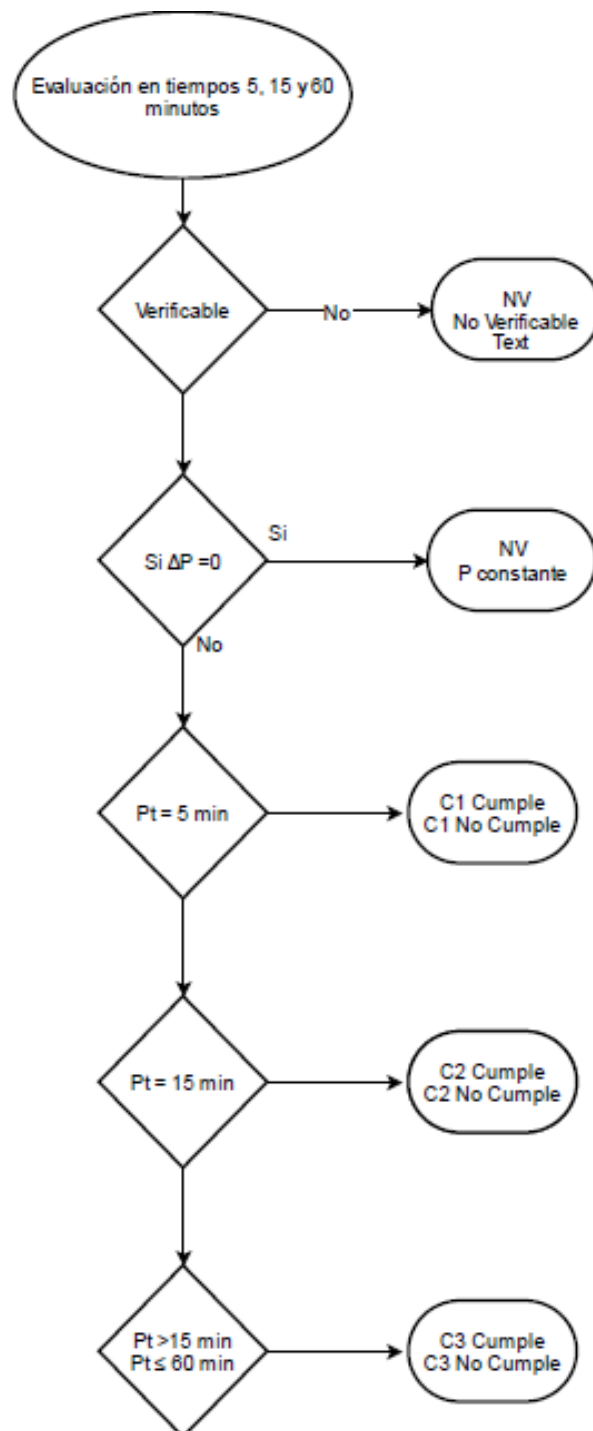 Evaluación en tiempos 5, 15 y 60
minutos
Verificable
No
NV
No Verificable
Text
Si ΔP =0
Si
NV
P constante
No
Pt = 5 min
C1 Cumple
C1 No Cumple
Pt = 15 min
C2 Cumple
C2 No Cumple
Pt >15 min
Pt ≤ 60 min
C3 Cumple
C3 No Cumple